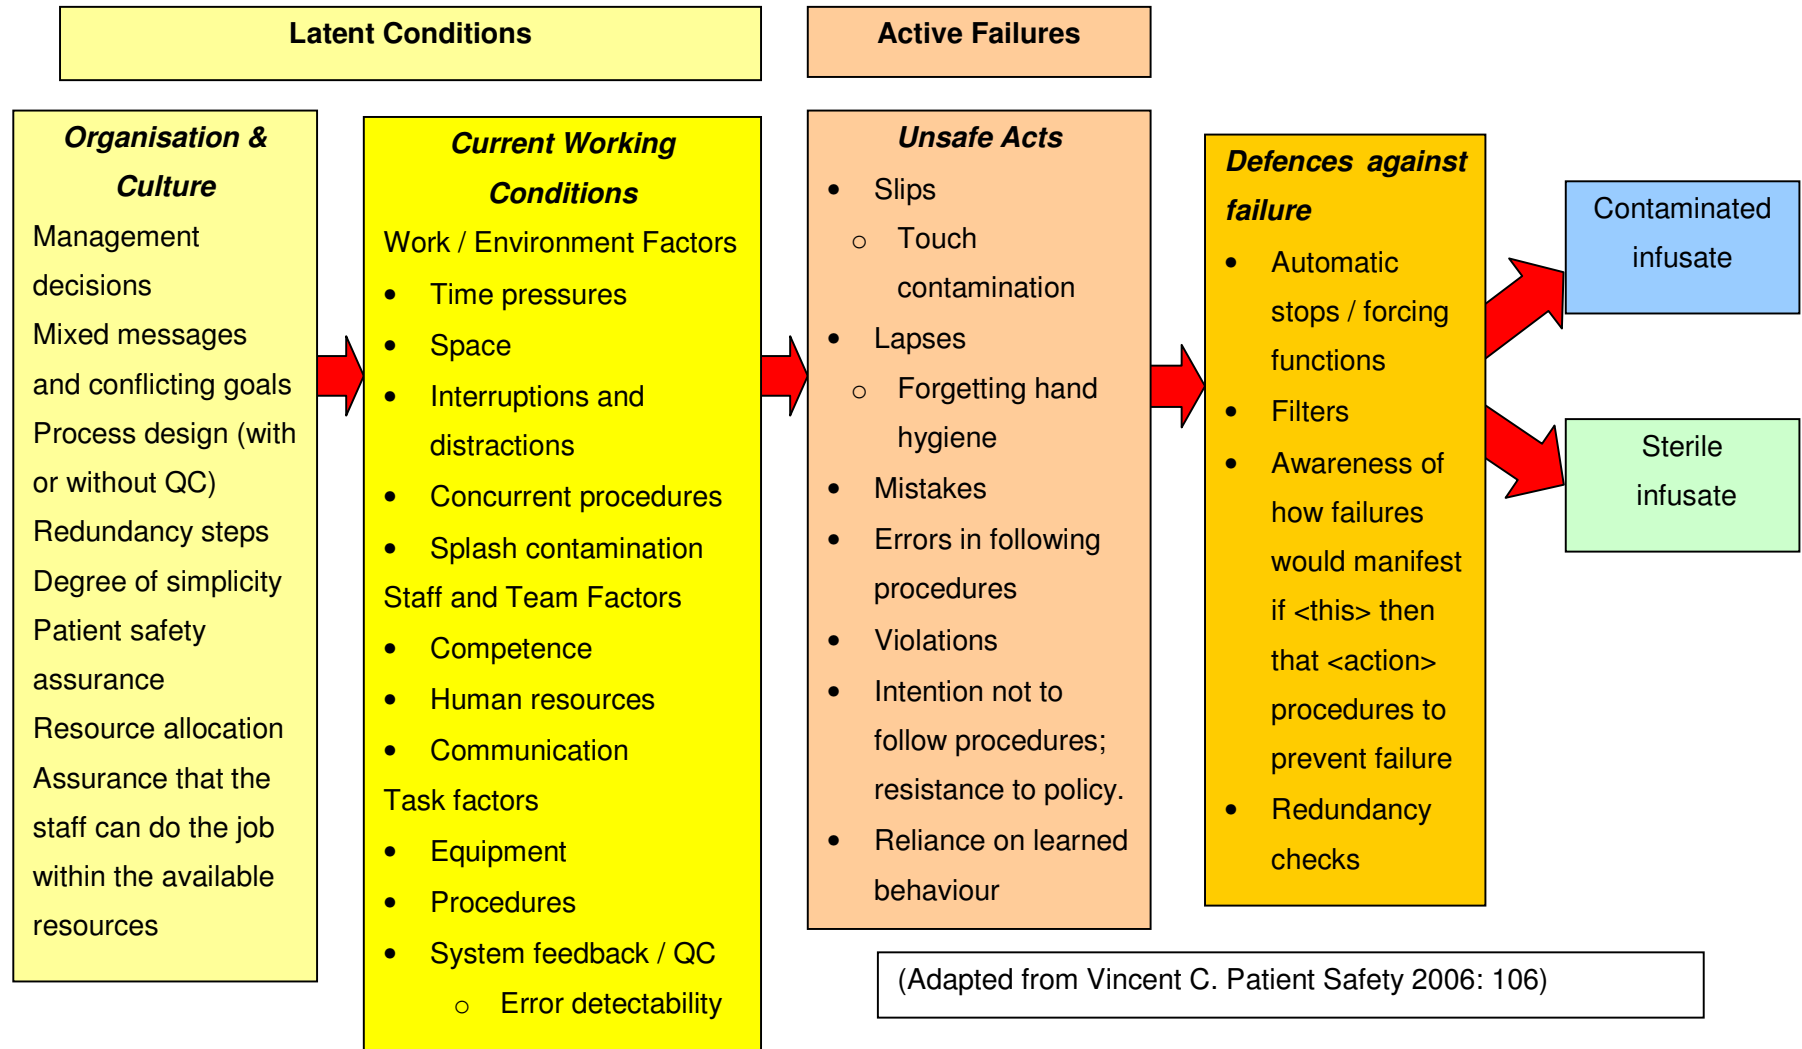 Latent Conditions
Active Failures
Organisation &
Culture
Management
decisions
Mixed messages
and conflicting goals
Process design (with
or without QC)
Redundancy steps
Degree of simplicity
Patient safety
assurance
Resource allocation
Assurance that the
staff can do the job
within the available
resources
Current Working
Conditions
Work / Environment Factors
• Time pressures
• Space
• Interruptions and
distractions
• Concurrent procedures
• Splash contamination
Staff and Team Factors
• Competence
• Human resources
• Communication
Task factors
• Equipment
• Procedures
• System feedback / QC
o Error detectability
Unsafe Acts
• Slips
o Touch
contamination
• Lapses
o Forgetting hand
hygiene
• Mistakes
• Errors in following
procedures
• Violations
• Intention not to
follow procedures;
resistance to policy.
• Reliance on learned
behaviour
Defences against
failure
• Automatic
stops / forcing
functions
• Filters
• Awareness of
how failures
would manifest
if <this> then
that <action>
procedures to
prevent failure
• Redundancy
checks
Contaminated
infusate
Sterile
infusate
(Adapted from Vincent C. Patient Safety 2006: 106)